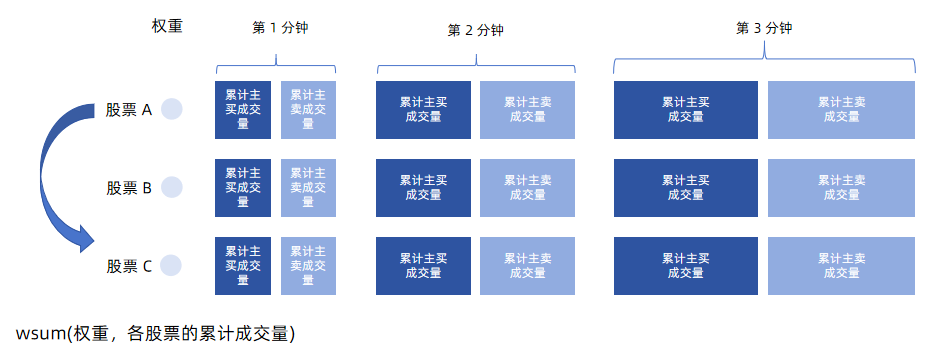 权重
第 1 分钟
第 2 分钟
第 3 分钟
股票 A
累计主
买成交
量
累计主
卖成交
量
累计主买
成交量
累计主卖
成交量
累计主买
成交量
累计主卖
成交量
股票 B
累计主
买成交
量
累计主
卖成交
量
累计主买
成交量
累计主卖
成交量
累计主买
成交量
累计主卖
成交量
股票 C
累计主
买成交
量
累计主
卖成交
量
累计主买
成交量
累计主卖
成交量
累计主买
成交量
累计主卖
成交量
wsum(权重，各股票的累计成交量)